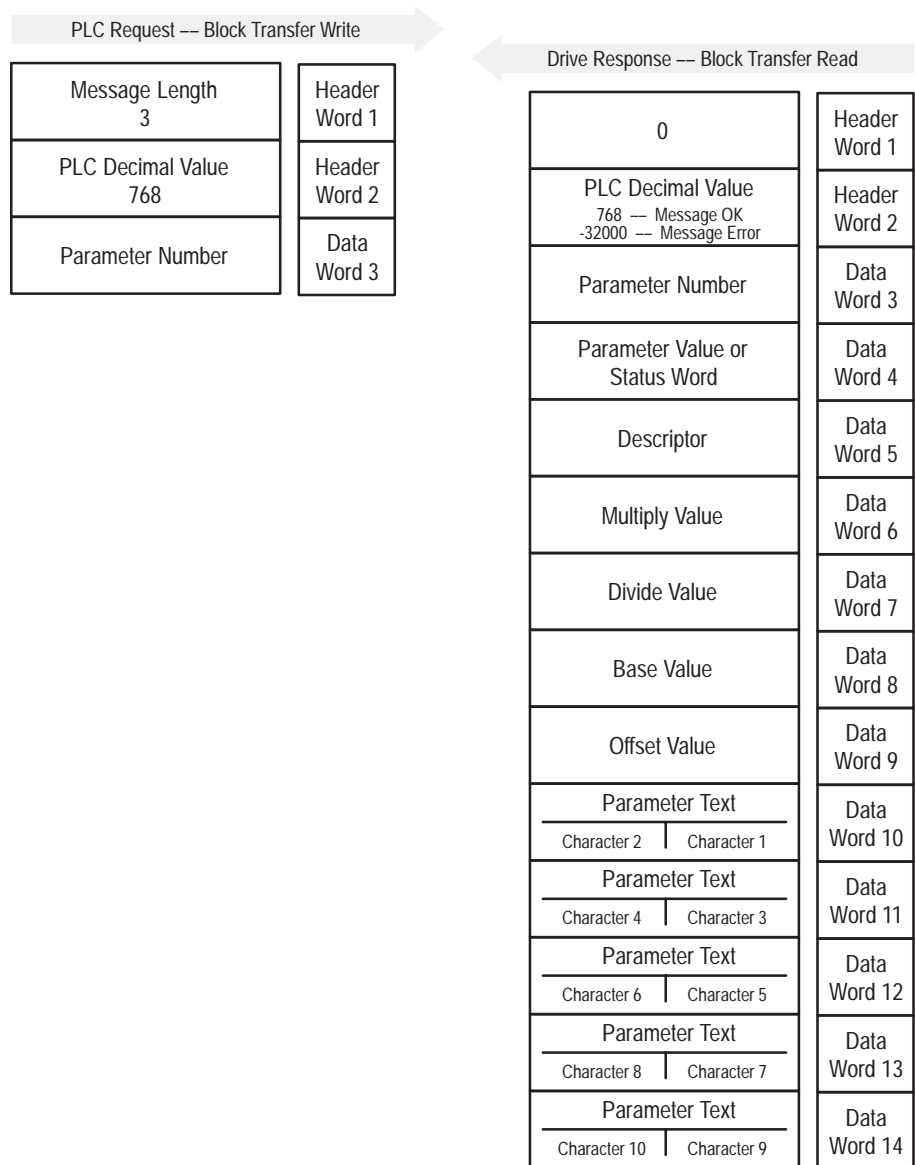 PLC Request –– Block Transfer Write
Message Length
3
Header
Word 1
PLC Decimal Value
768
Header
Word 2
Parameter Number
Data
Word 3
Drive Response –– Block Transfer Read
0
Header
Word 1
PLC Decimal Value
768 –– Message OK
-32000 –– Message Error
Header
Word 2
Parameter Number
Data
Word 3
Parameter Value or
Status Word
Data
Word 4
Descriptor
Data
Word 5
Multiply Value
Data
Word 6
Divide Value
Data
Word 7
Base Value
Data
Word 8
Offset Value
Data
Word 9
Parameter Text
Character 2 Character 1
Data
Word 10
Parameter Text
Character 4 Character 3
Data
Word 11
Parameter Text
Character 6 Character 5
Data
Word 12
Parameter Text
Character 8 Character 7
Data
Word 13
Parameter Text
Character 10 Character 9
Data
Word 14